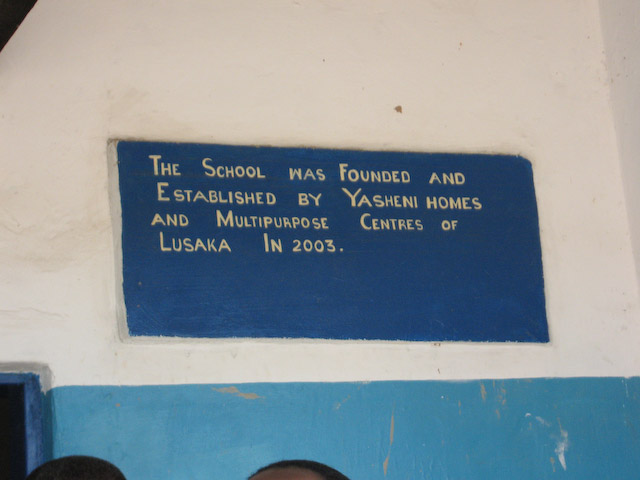 The School was Founded and
Established by Yasheni Homes
and Multipurpose Centres of
Lusaka In 2003.